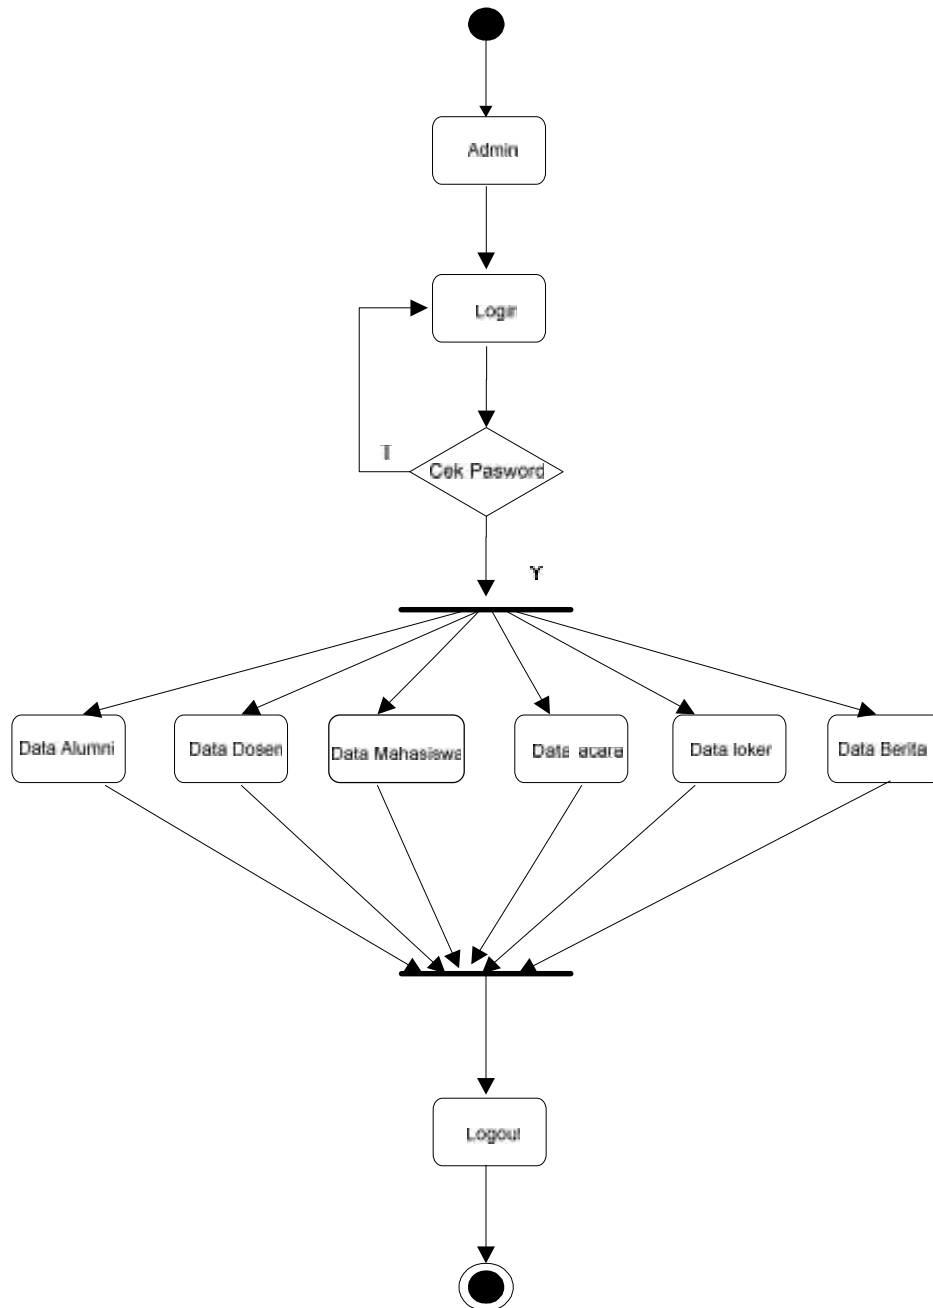 Admin
Login
T
Cek Pasword
Y
Data Alumni
Data Dosen
Data Mahasiswa
Data acara
Data loker
Data Berita
Logout